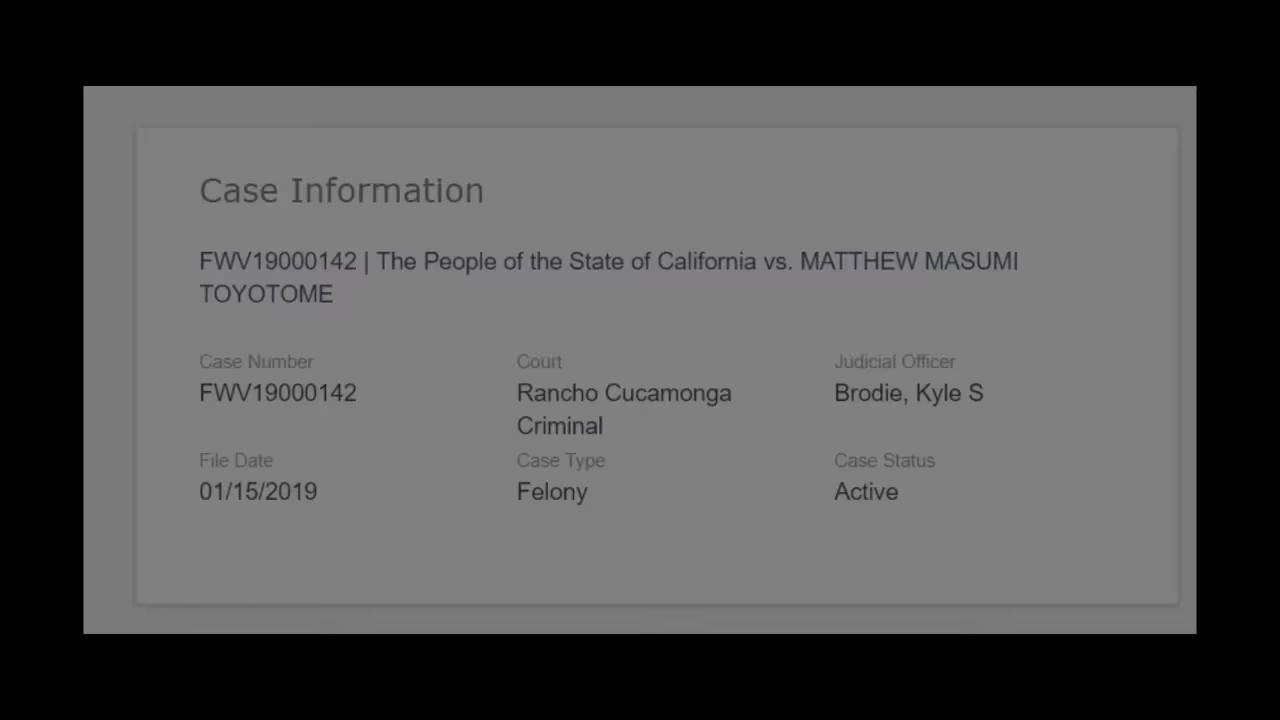 Case Information
FWV19000142 | The People of the State of California vs. MATTHEW MASUMI
TOYOTOME
Case Number
Court
Judicial Officer
FWV19000142
Rancho Cucamonga
Brodie, Kyle S
Criminal
File Date
Case Type
Case Status
01/15/2019
Felony
Active